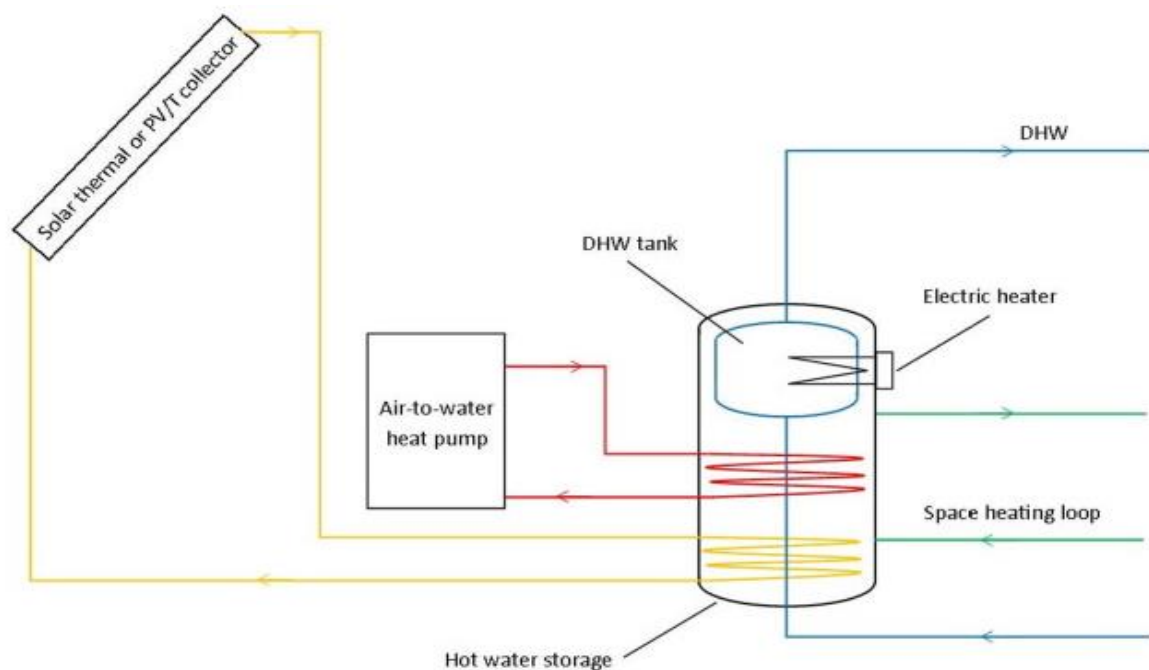 Solar thermal or PV/T collector
DHW
DHW tank
Electric heater
Air-to-water
heat pump
Space heating loop
Hot water storage